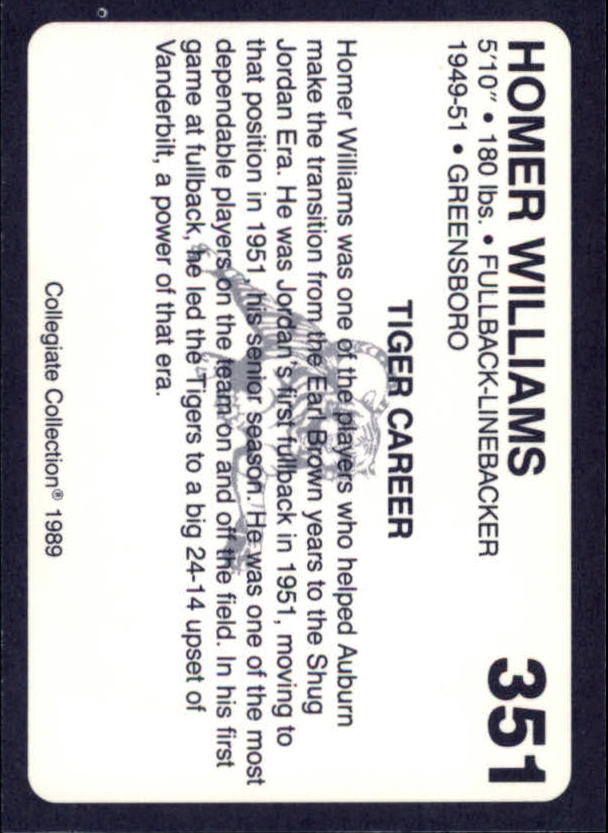 HOMER WILLIAMS 351
5'10" • 180 lbs. • FULLBACK-LINEBACKER
1949-51 • GREENSBORO
TIGER CAREER
Homer Williams was one of the players who helped Auburn
make the transition from the Earl Brown years to the Shug
Jordan Era. He was Jordan's first fullback in 1951, moving to
that position in 1951 his senior season. He was one of the most
dependable players on the team on and off the field. In his first
game at fullback, he led the Tigers to a big 24-14 upset of
Vanderbilt, a power of that era.
Collegiate Collection® 1989